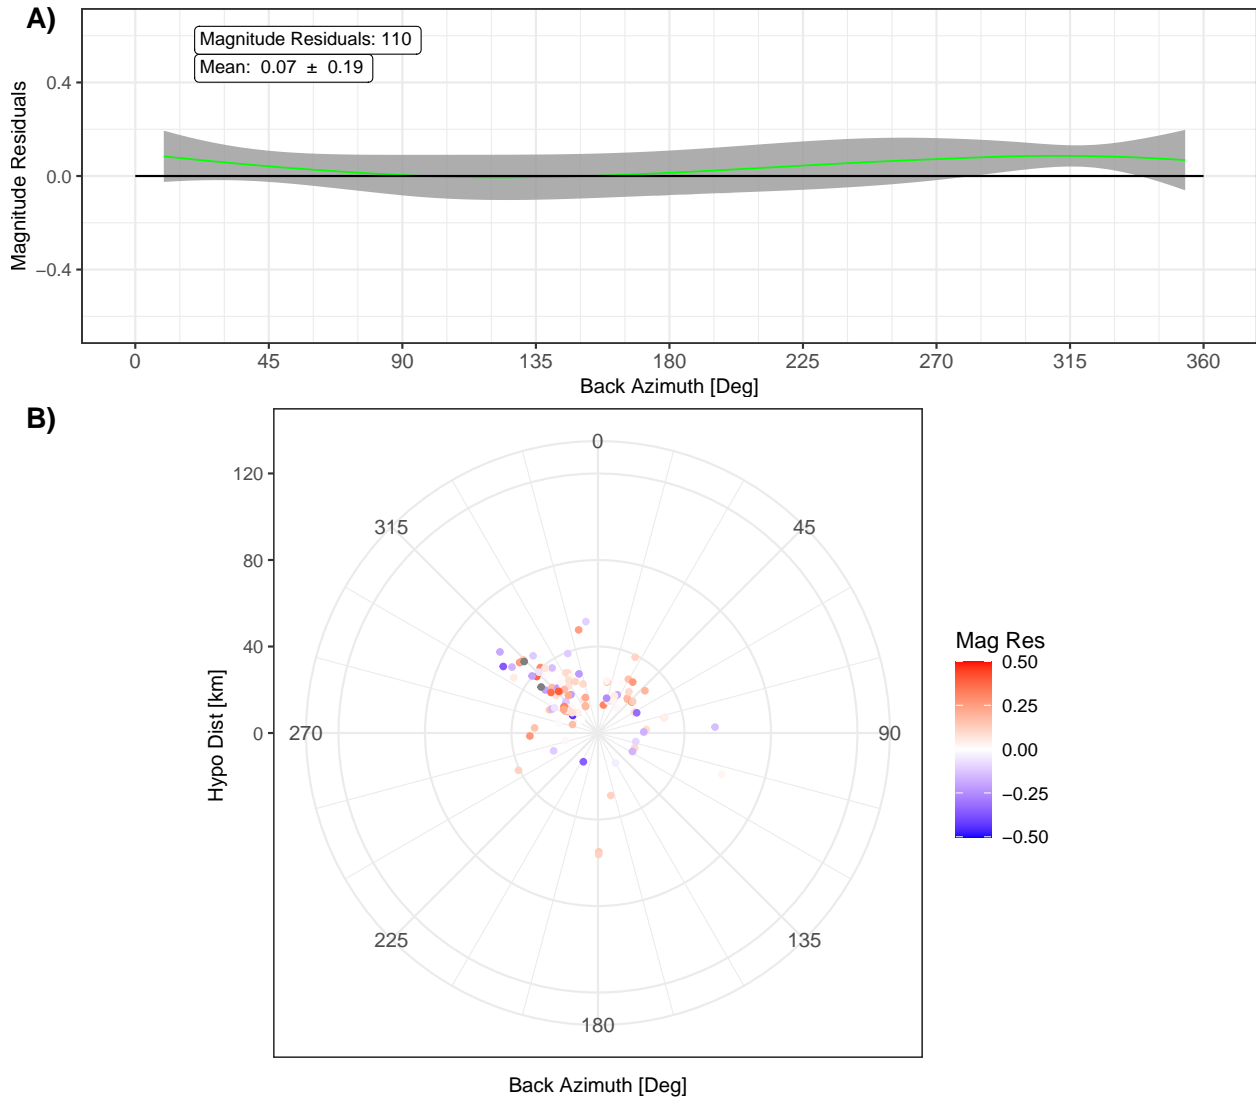 A)
Magnitude Residuals: 110
Mean:  0.07  ±  0.19
Magnitude Residuals
0.4
0.0
−0.4
0 45 90 135 180 225 270 315 360
Back Azimuth [Deg]
B)
Hypo Dist [km]
120
80
40
0
0
45
90
135
180
225
270
315
Back Azimuth [Deg]
Mag Res
0.50
0.25
0.00
−0.25
−0.50